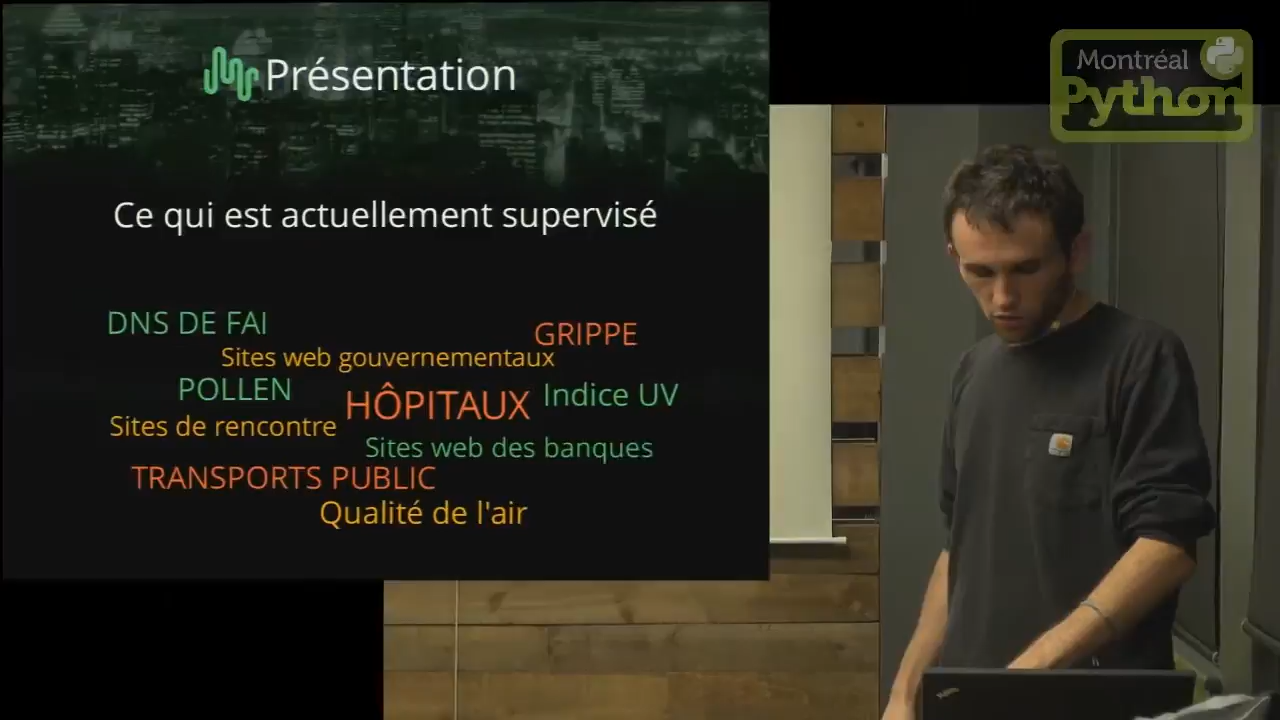 Présentation
Montréal
Python
Ce qui est actuellement supervisé
DNS DE FAI
GRIPPE
Sites web gouvernementaux
POLLEN
HÔPITAUX
Indice UV
Sites de rencontre
Sites web des banques
TRANSPORTS PUBLIC
Qualité de l'air